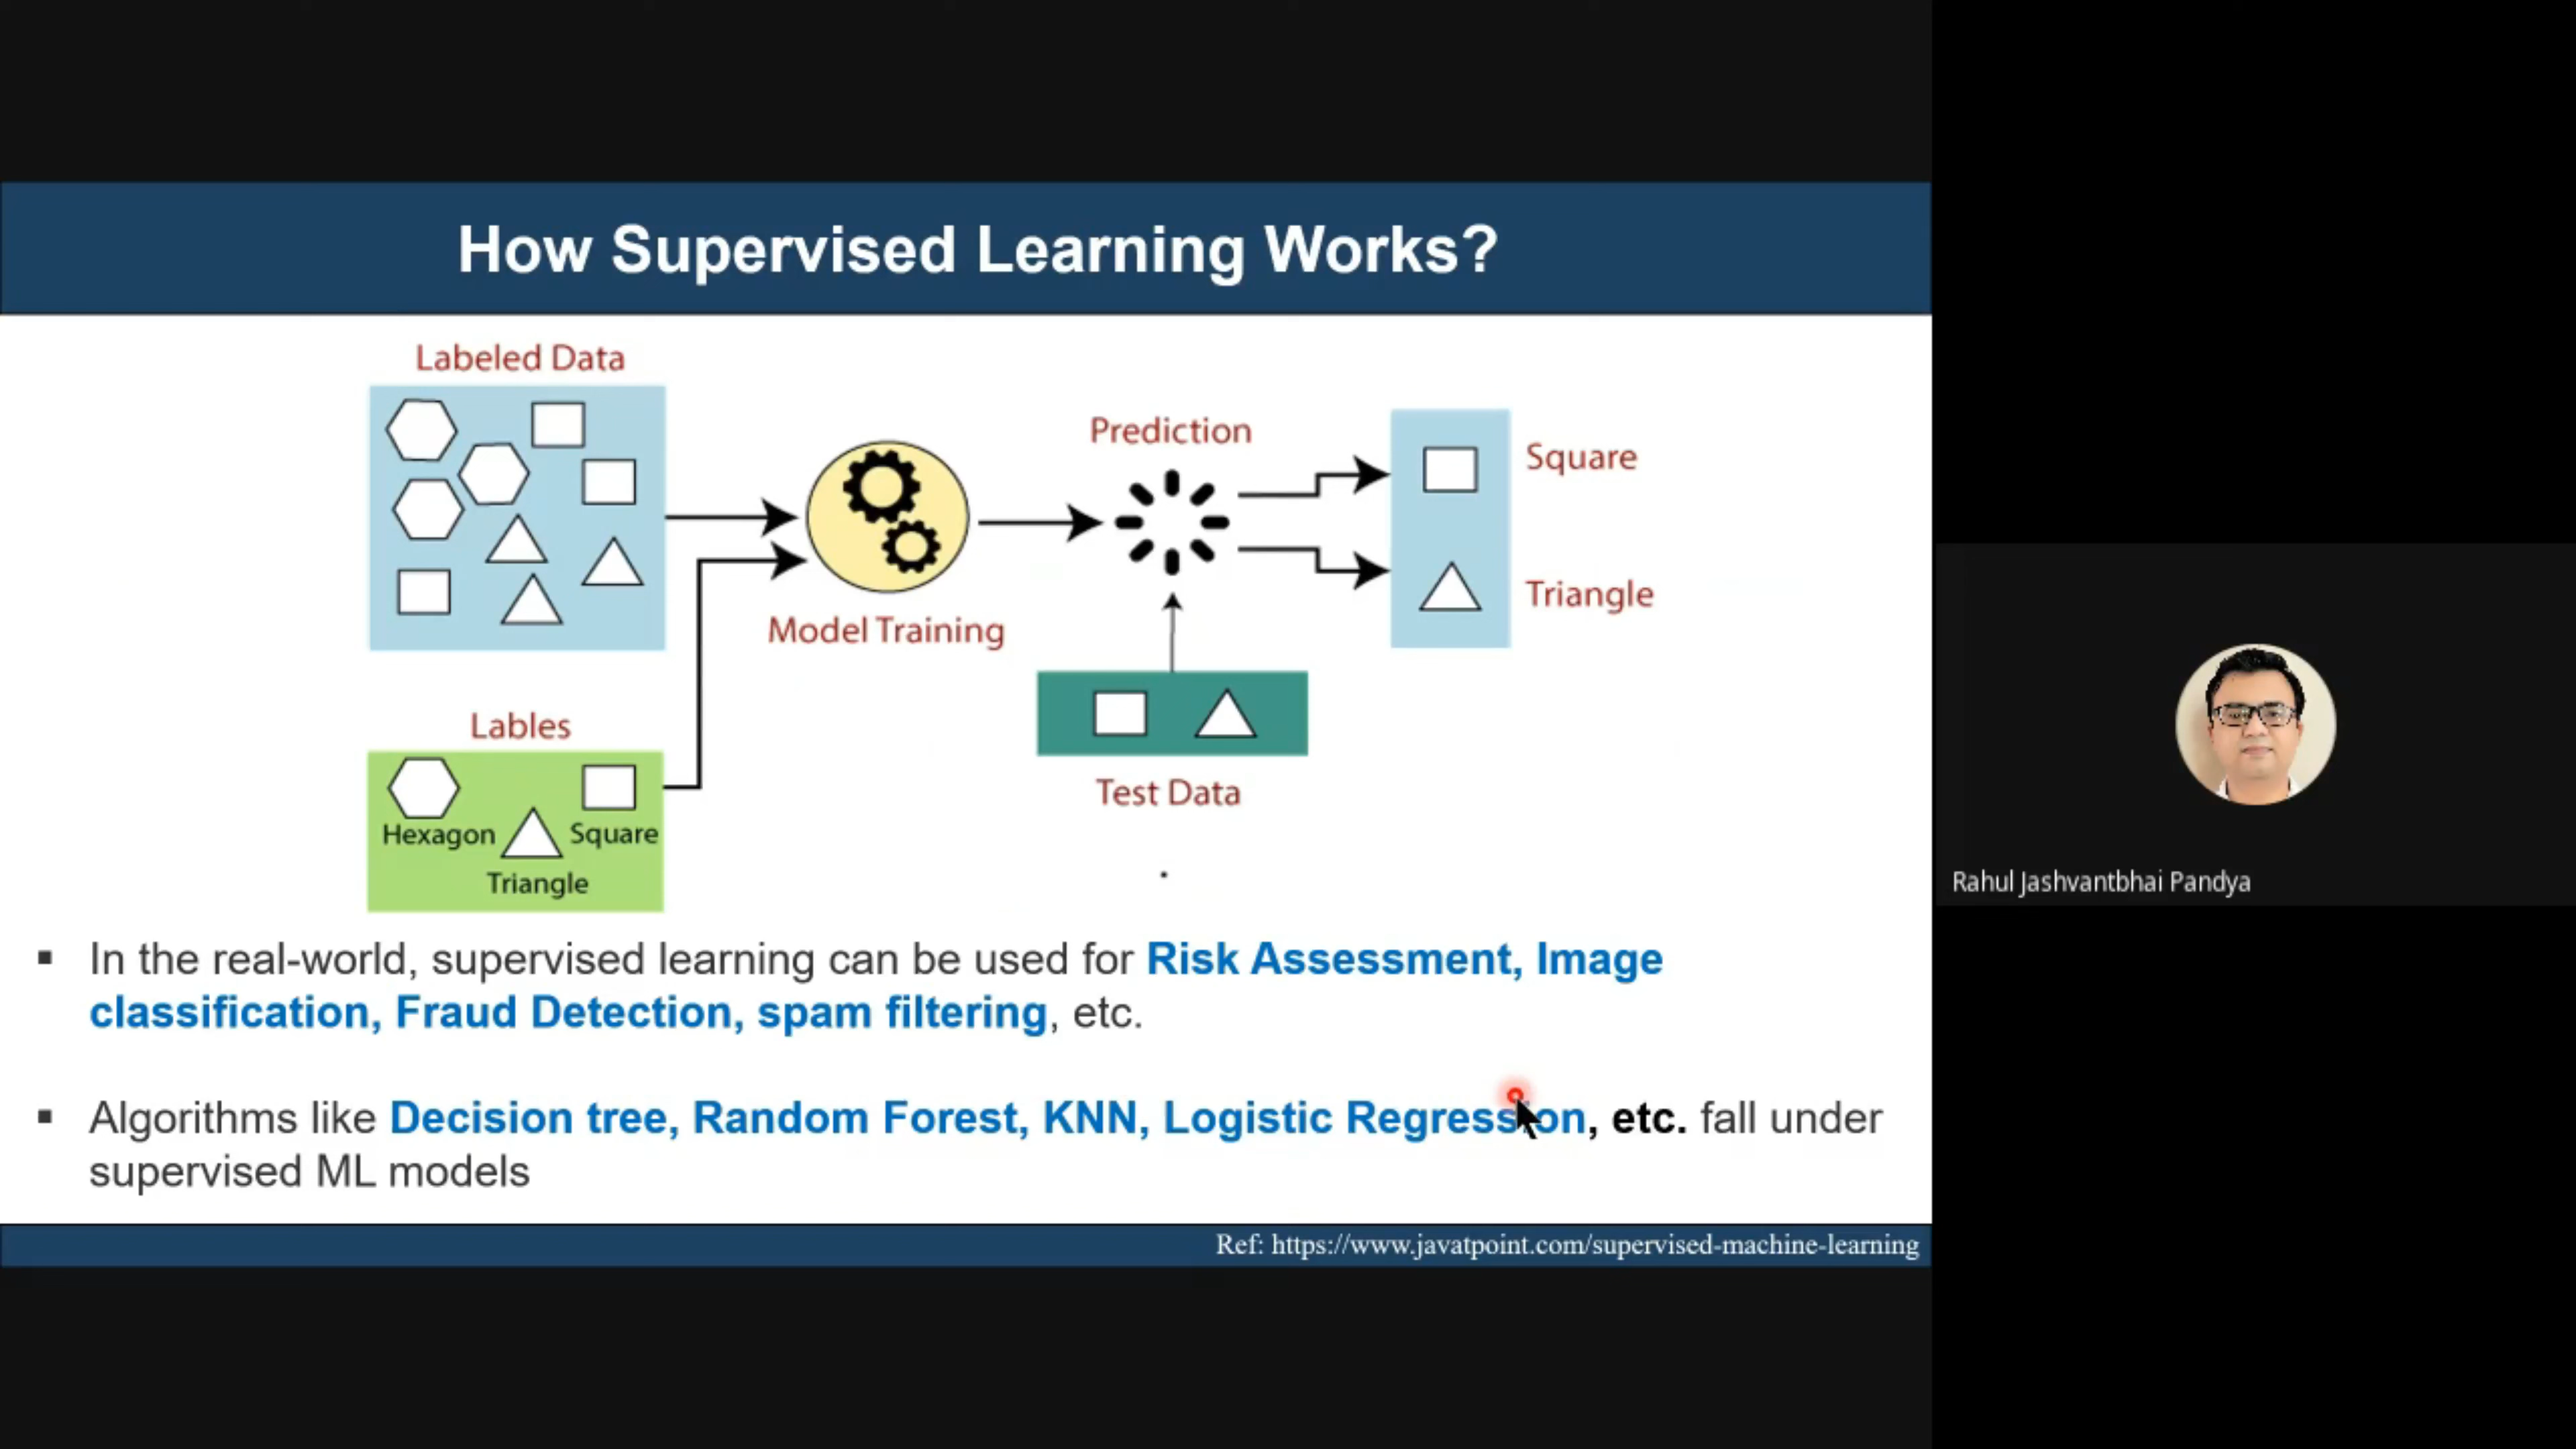 How Supervised Learning Works?
Labeled Data
Prediction
Square
Triangle
Model Training
Lables
Test Data
Hexagon
Square
Triangle
Rahul Jashvantbhai Pandya
▪ In the real-world, supervised learning can be used for Risk Assessment, Image
classification, Fraud Detection, spam filtering, etc.
▪ Algorithms like Decision tree, Random Forest, KNN, Logistic Regression, etc. fall under
supervised ML models
Ref: https://www.javatpoint.com/supervised-machine-learning